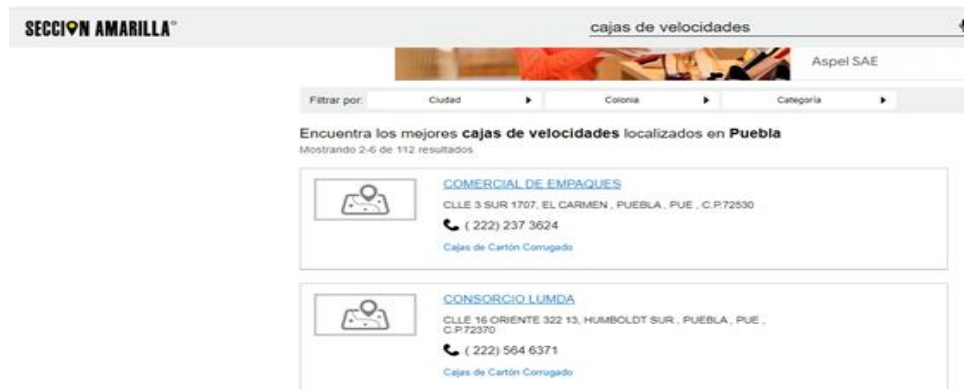 SECCION AMARILLA
cajas de velocidades
Aspel SAE
Filtrar por: Ciudad Colonia Categoría
Encuentra los mejores cajas de velocidades localizados en Puebla
Mostrando 2-6 de 112 resultados
COMERCIAL DE EMPAQUES
CLLE 3 SUR 1707, EL CARMEN , PUEBLA , PUE , C.P.72530
( 222) 237 3624
Cajas de Cartón Corrugado
CONSORCIO LUMDA
CLLE 16 ORIENTE 322 13, HUMBOLDT SUR , PUEBLA , PUE ,
C.P.72370
( 222) 564 6371
Cajas de Cartón Corrugado